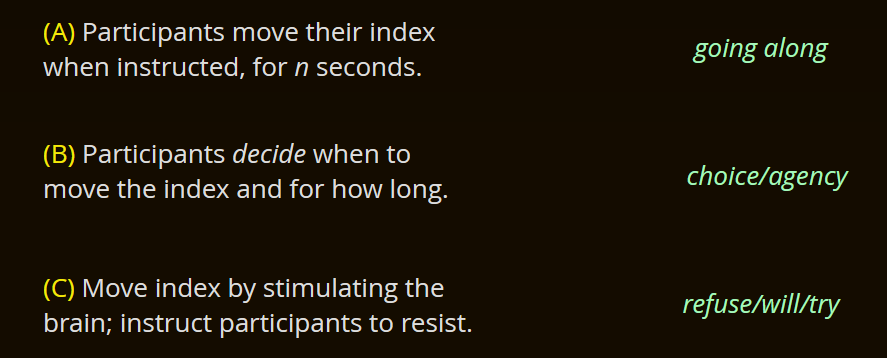 (A) Participants move their index
when instructed, for n seconds.
going along
(B) Participants decide when to
move the index and for how long.
choice/agency
(C) Move index by stimulating the
brain; instruct participants to resist.
refuse/will/try